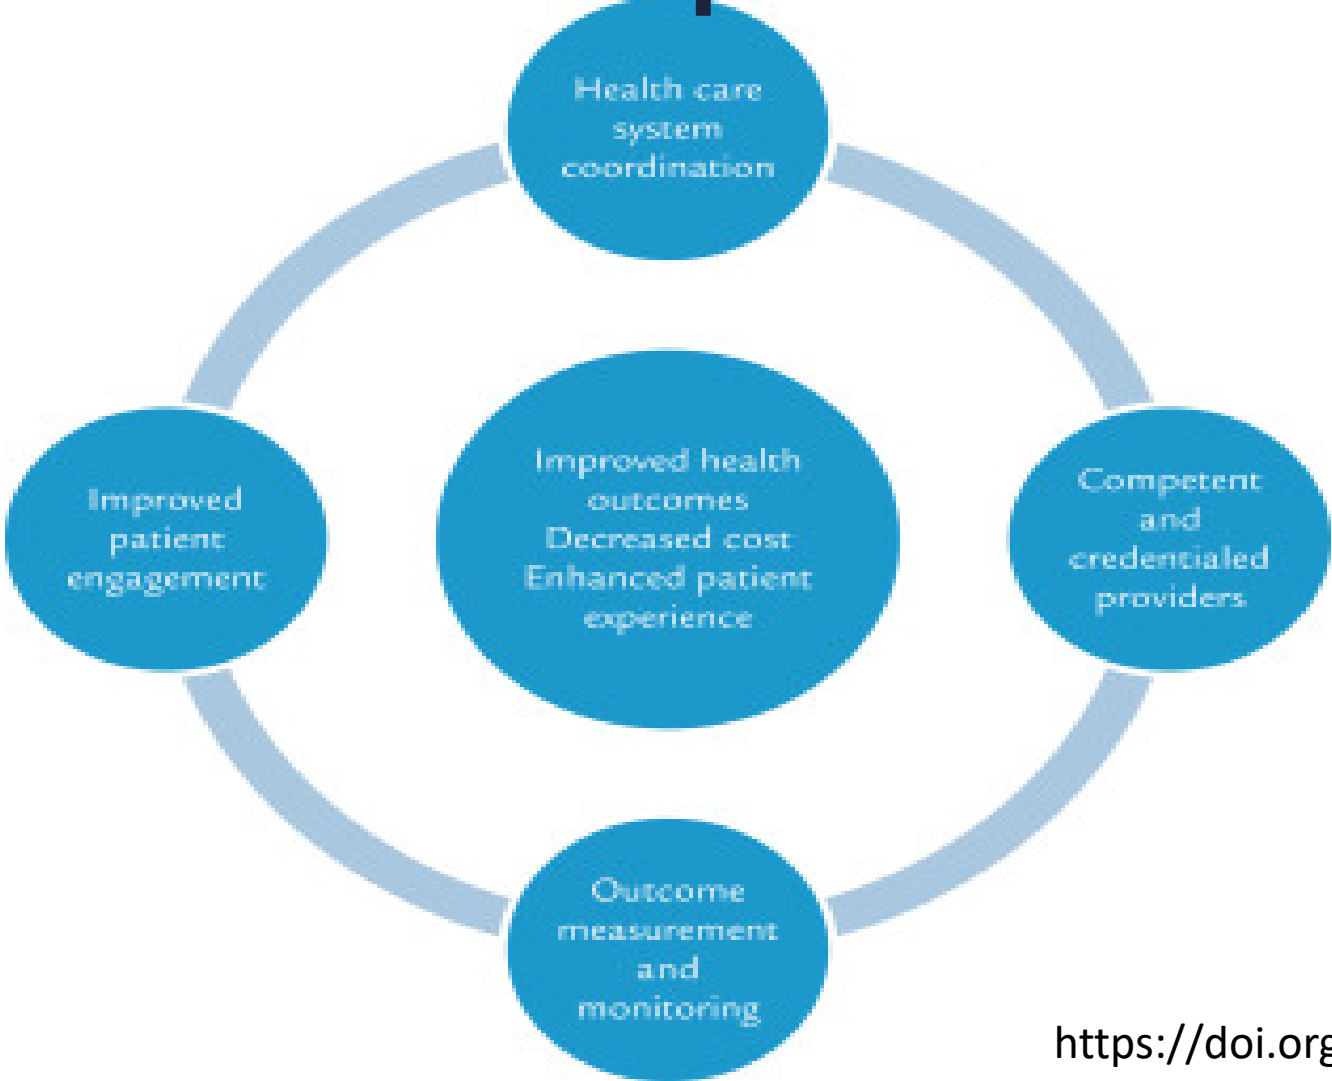 Health care
system
coordination
Improved
patient
engagement
Improved health
outcomes
Decreased cost
Enhanced patient
experience
Competent
and
credentialed
providers
Outcome
measurement
and
monitoring
https://doi.org